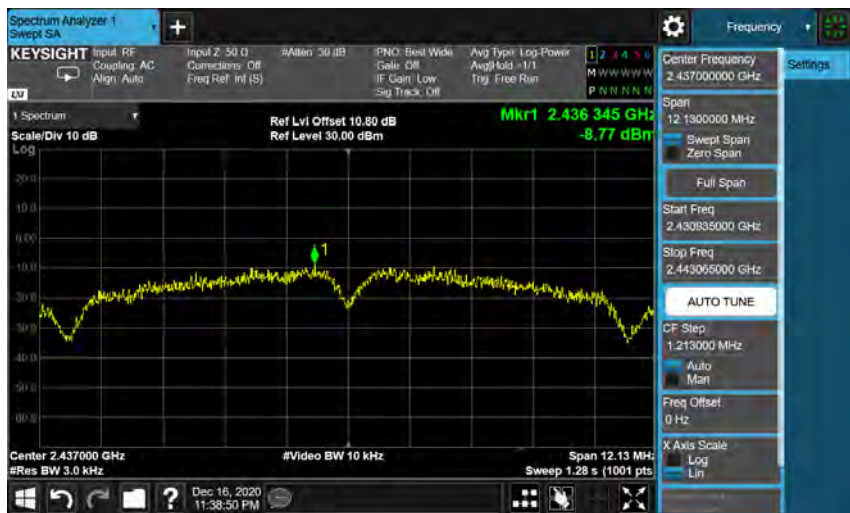 Spectrum Analyzer 1
Swept SA
+
Frequency
KEYSIGHT
Input: RF
Coupling: AC
Align: Auto
Input Z: 50 Ω
Corrections: Off
Freq Ref: Int (S)
#Atten: 30 dB
PNO: Best Wide
Gate: Off
IF Gain: Low
Sig Track: Off
Avg Type: Log-Power
Avg|Hold: >1/1
Trig: Free Run
1 2 3 4 5 6
M W W W W W
P N N N N N
LXI
1 Spectrum
Scale/Div 10 dB
Log
Ref Lvl Offset 10.80 dB
Ref Level 30.00 dBm
Mkr1 2.436 345 GHz
-8.77 dBm
20.0
10.0
0.00
-10.0
-20.0
-30.0
-40.0
-50.0
-60.0
1
Center 2.437000 GHz
#Res BW 3.0 kHz
#Video BW 10 kHz
Span 12.13 MHz
Sweep 1.28 s (1001 pts
Dec 16, 2020
11:38:50 PM
?
Center Frequency
2.437000000 GHz
Settings
Span
12.1300000 MHz
Swept Span
Zero Span
Full Span
Start Freq
2.430935000 GHz
Stop Freq
2.443065000 GHz
AUTO TUNE
CF Step
1.213000 MHz
Auto
Man
Freq Offset
0 Hz
X Axis Scale
Log
Lin